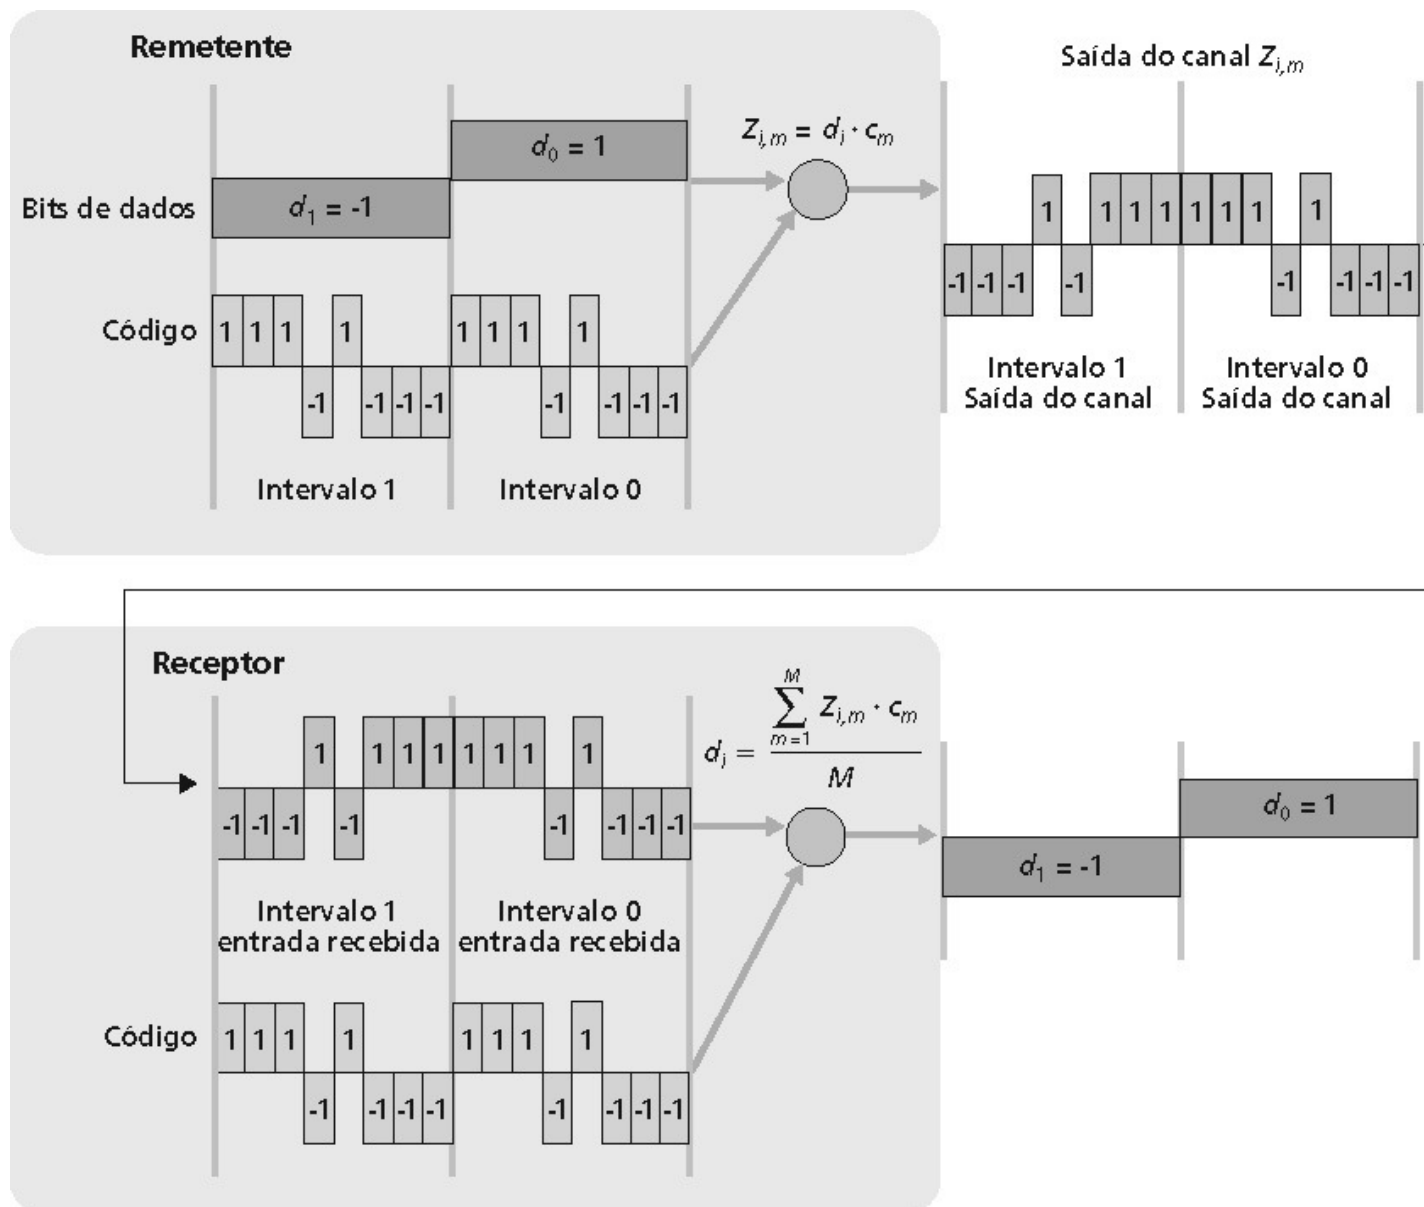 Remetente
Saída do canal Z_{i,m}
d_0 = 1
Z_{i,m} = d_i · c_m
Bits de dados
d_1 = -1
1 1 1 1 1 1 1 1
-1 -1 -1 -1 -1 -1 -1 -1
Código
1 1 1 1 1 1 1 1
-1 -1 -1 -1 -1 -1 -1 -1
Intervalo 1
Saída do canal
Intervalo 0
Saída do canal
Intervalo 1
Intervalo 0
Receptor
d_i = \frac{\sum_{m=1}^{M} Z_{i,m} · c_m}{M}
1 1 1 1 1 1 1 1
-1 -1 -1 -1 -1 -1 -1 -1
d_0 = 1
d_1 = -1
Intervalo 1
entrada recebida
Intervalo 0
entrada recebida
Código
1 1 1 1 1 1 1 1
-1 -1 -1 -1 -1 -1 -1 -1